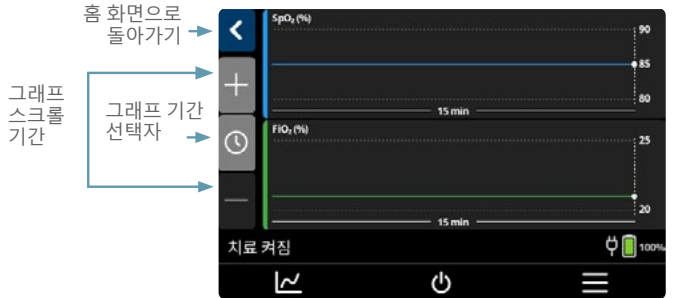 홈 화면으로
돌아가기
그래프
스크롤
기간
그래프 기간
선택자
SpO₂ (%)
90
85
80
15 min
FiO₂ (%)
25
20
15 min
치료 켜짐
100%